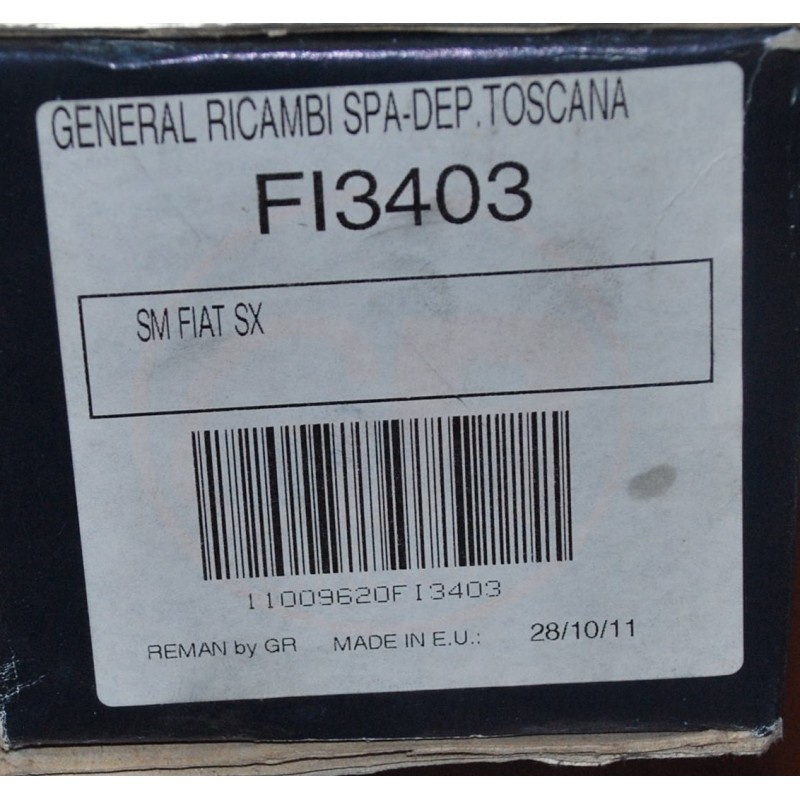 GENERAL RICAMBI SPA-DEP.TOSCANA
FI3403
SM FIAT SX
11009620FI3403
REMAN by GR MADE IN E.U.: 28/10/11